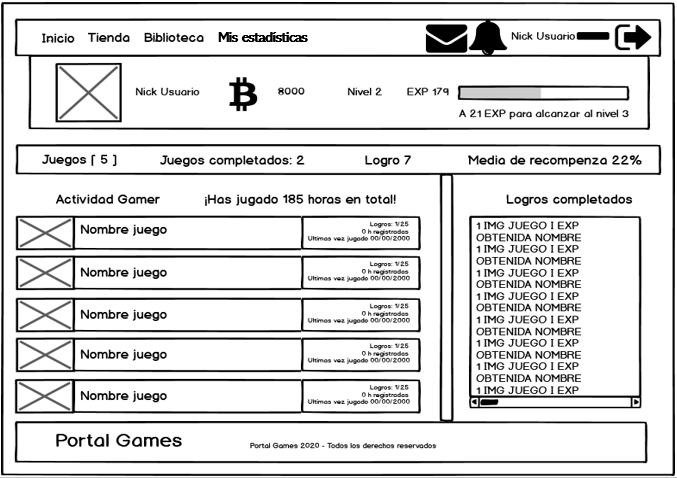 Inicio Tienda Biblioteca Mis estadísticas Nick Usuario
Nick Usuario 8000 Nivel 2 EXP 179
A 21 EXP para alcanzar al nivel 3
Juegos [ 5 ] Juegos completados: 2 Logro 7 Media de recompenza 22%
Actividad Gamer ¡Has jugado 185 horas en total!
Nombre juego
Logros: 1/25
0 h registradas
Ultimas vez jugado 00/00/2000
Nombre juego
Logros: 1/25
0 h registradas
Ultimas vez jugado 00/00/2000
Nombre juego
Logros: 1/25
0 h registradas
Ultimas vez jugado 00/00/2000
Nombre juego
Logros: 1/25
0 h registradas
Ultimas vez jugado 00/00/2000
Nombre juego
Logros: 1/25
0 h registradas
Ultimas vez jugado 00/00/2000
Logros completados
1 IMG JUEGO I EXP
OBTENIDA NOMBRE
1 IMG JUEGO I EXP
OBTENIDA NOMBRE
1 IMG JUEGO I EXP
OBTENIDA NOMBRE
1 IMG JUEGO I EXP
OBTENIDA NOMBRE
1 IMG JUEGO I EXP
OBTENIDA NOMBRE
1 IMG JUEGO I EXP
OBTENIDA NOMBRE
1 IMG JUEGO I EXP
OBTENIDA NOMBRE
1 IMG JUEGO I EXP
Portal Games
Portal Games 2020 - Todos los derechos reservados